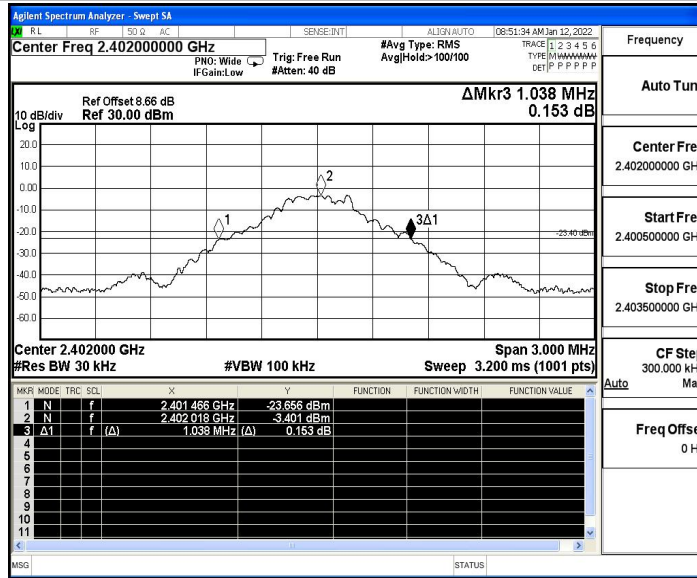 Agilent Spectrum Analyzer - Swept SA
RL RF 50 Ω AC SENSE:INT ALIGN AUTO 08:51:34 AM Jan 12, 2022
Center Freq 2.402000000 GHz
PNO: Wide
IFGain:Low
Trig: Free Run
#Atten: 40 dB
#Avg Type: RMS
Avg|Hold:>100/100
TRACE 1 2 3 4 5 6
TYPE MWWWWW
DET P P P P P P
Ref Offset 8.66 dB
Ref 30.00 dBm
10 dB/div
Log
ΔMkr3 1.038 MHz
0.153 dB
20.0
10.0
0.00
-10.0
-20.0
-30.0
-40.0
-50.0
-60.0
1
2
3Δ1
-23.40 dBm
Center 2.402000 GHz Span 3.000 MHz
#Res BW 30 kHz #VBW 100 kHz Sweep 3.200 ms (1001 pts)
MKR MODE TRC SCL X Y FUNCTION FUNCTION WIDTH FUNCTION VALUE
1 N f 2.401 466 GHz -23.656 dBm
2 N f 2.402 018 GHz -3.401 dBm
3 Δ1 f (Δ) 1.038 MHz (Δ) 0.153 dB
4
5
6
7
8
9
10
11
MSG STATUS
Frequency
Auto Tun
Center Fre
2.402000000 GH
Start Fre
2.400500000 GH
Stop Fre
2.403500000 GH
CF Ste
300.000 kH
Auto Ma
Freq Offse
0 H